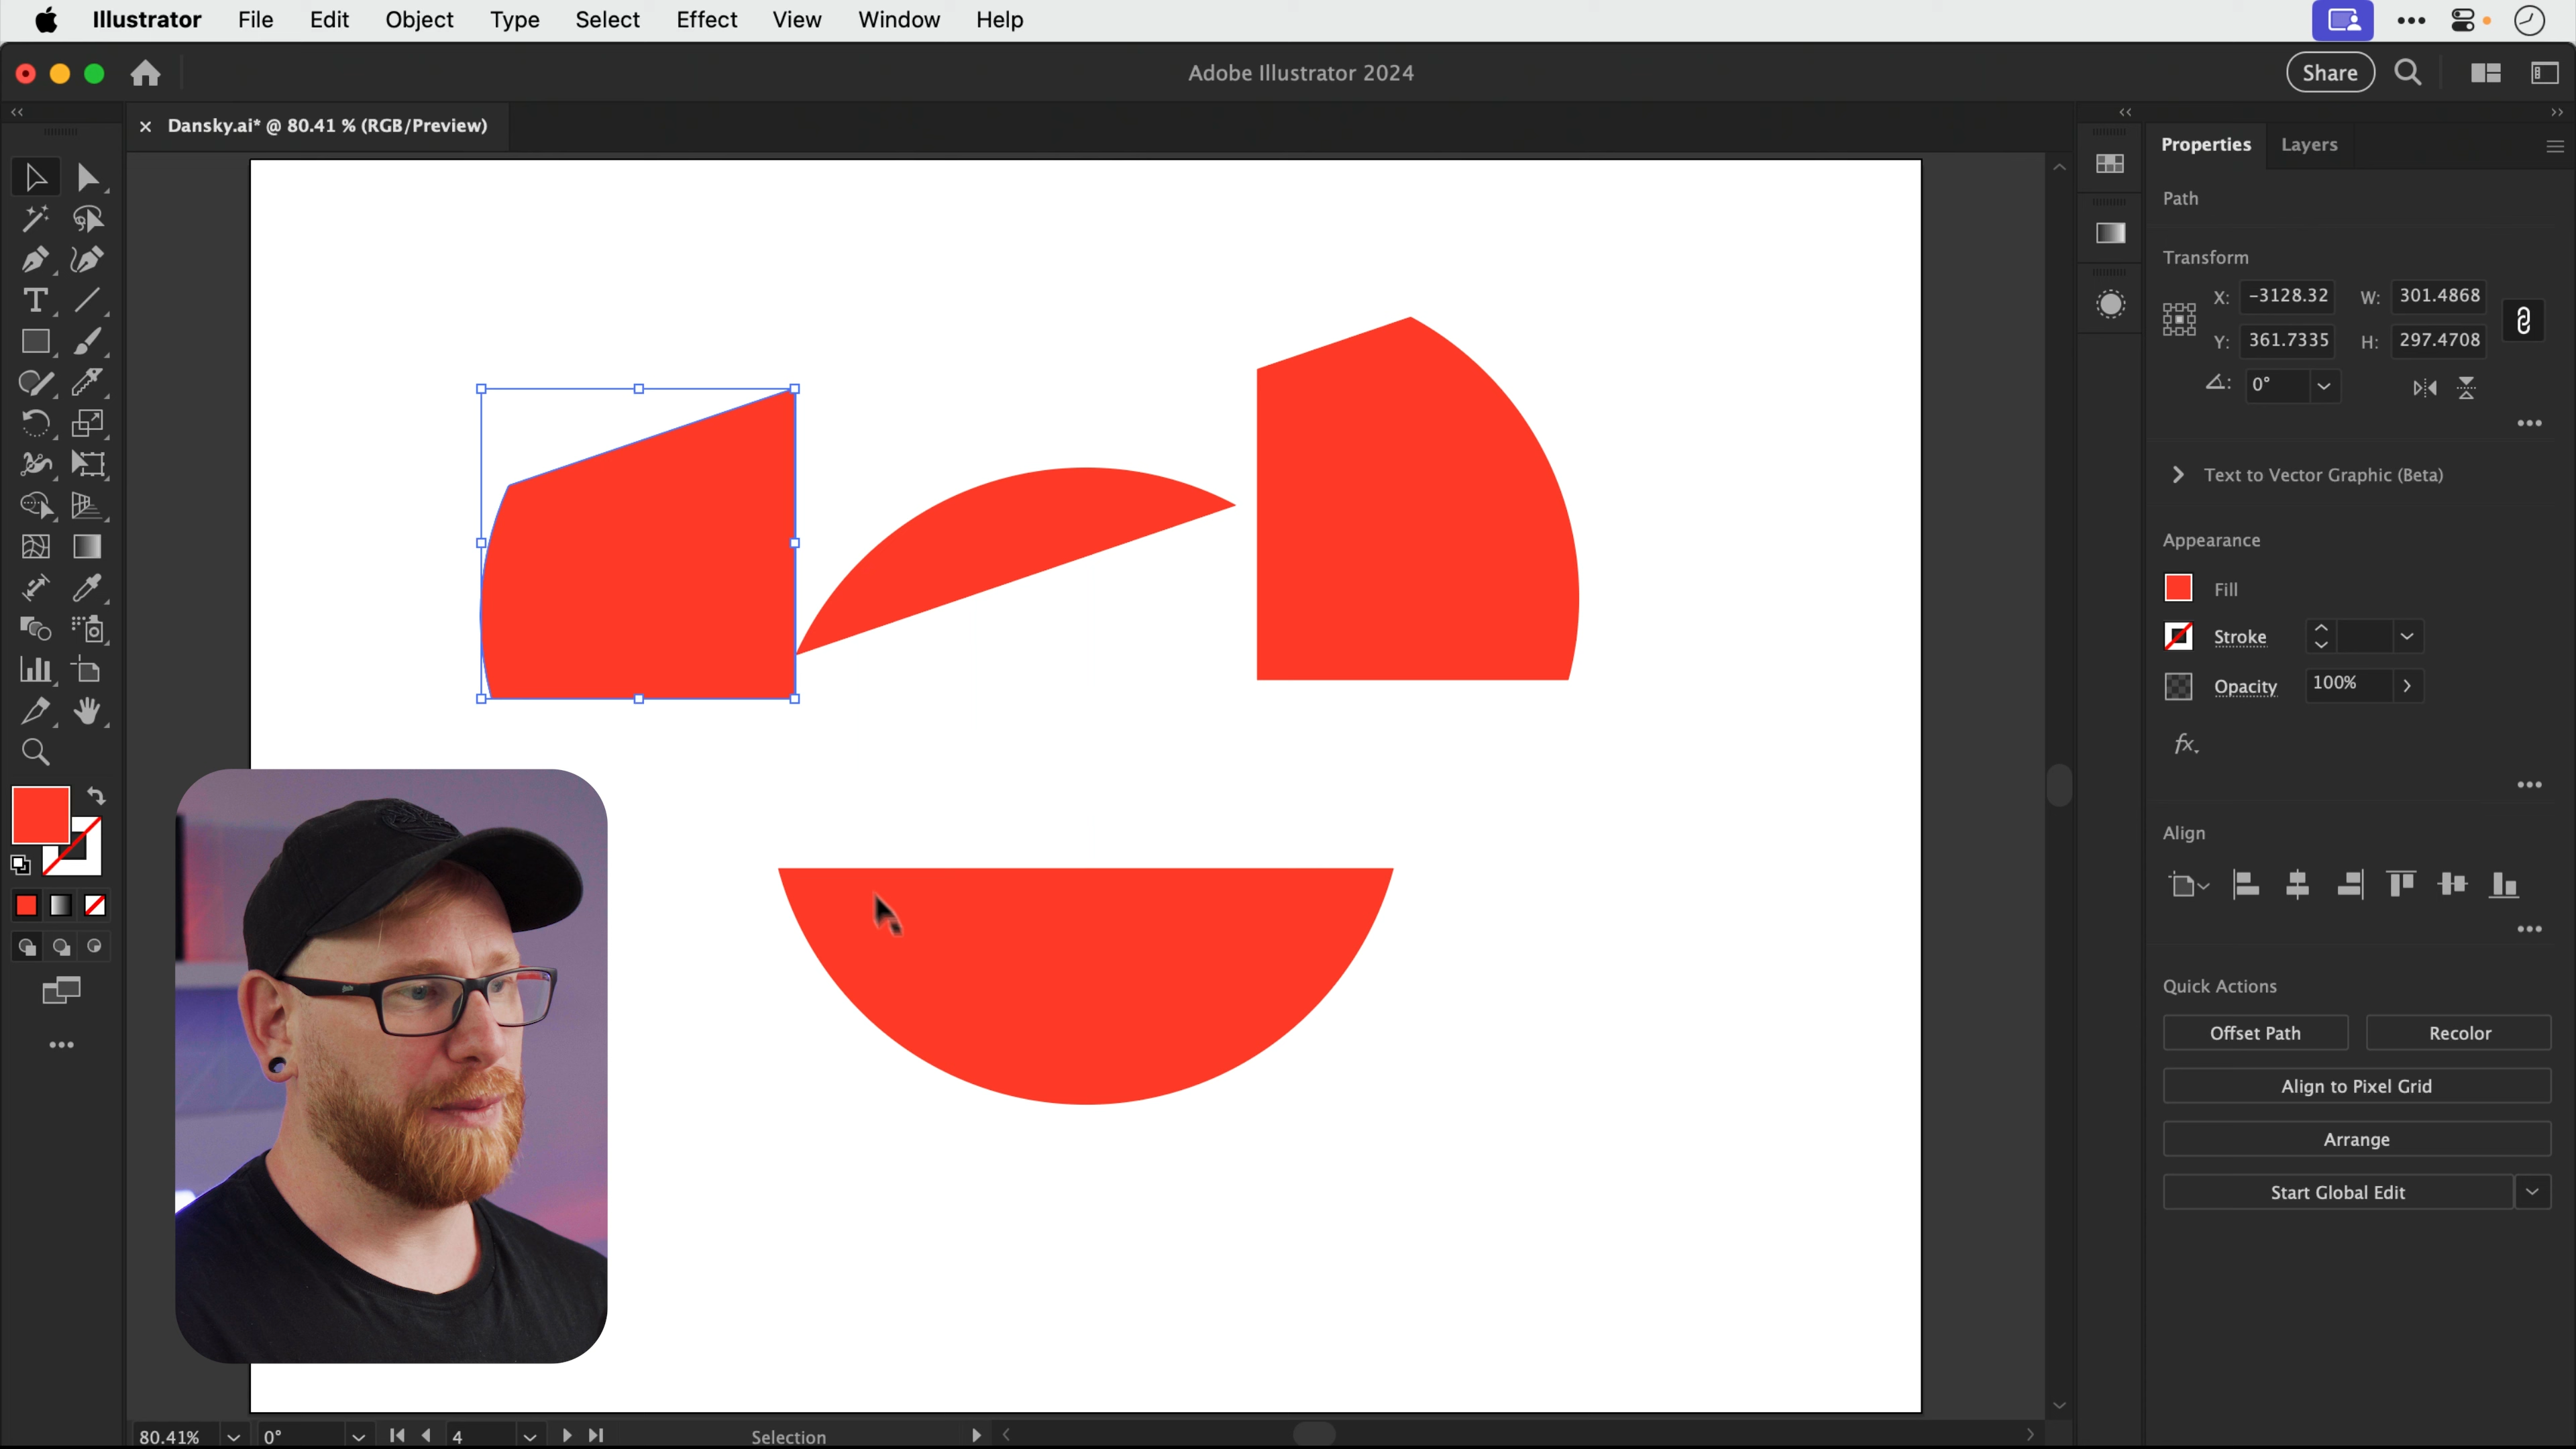 Illustrator File Edit Object Type Select Effect View Window Help
Adobe Illustrator 2024
Share
Dansky.ai* @ 80.41 % (RGB/Preview)
Properties Layers
Path
Transform
X: -3128.32 W: 301.4868
Y: 361.7335 H: 297.4708
0°
Text to Vector Graphic (Beta)
Appearance
Fill
Stroke
Opacity 100%
fx
Align
Quick Actions
Offset Path Recolor
Align to Pixel Grid
Arrange
Start Global Edit
80.41% 0° 4 Selection